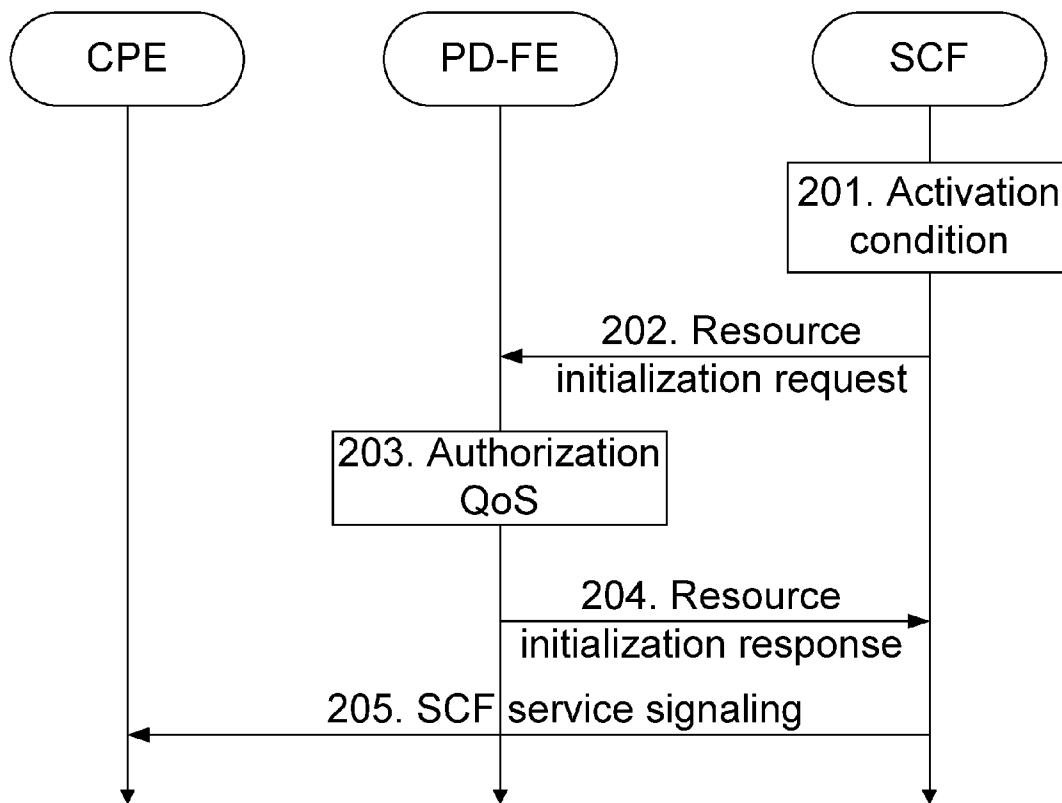 CPE
PD-FE
SCF
201. Activation
condition
202. Resource
initialization request
203. Authorization
QoS
204. Resource
initialization response
205. SCF service signaling